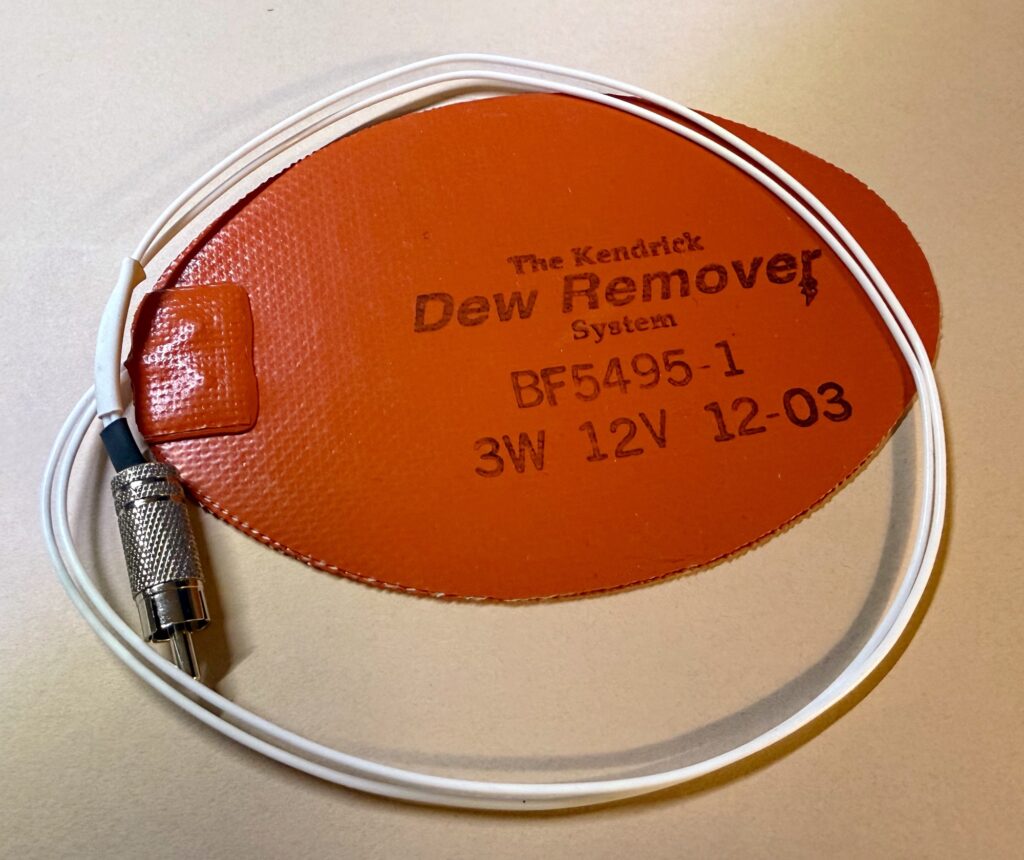 The Kendrick
Dew Remover
System
BF5495-1
3W 12V 12-03